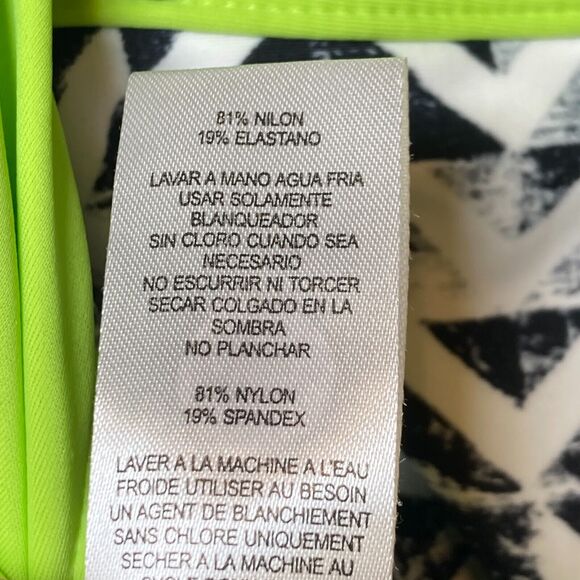 81% NILON
19% ELASTANO
LAVAR A MANO AGUA FRIA
USAR SOLAMENTE
BLANQUEADOR
SIN CLORO CUANDO SEA
NECESARIO
NO ESCURRIR NI TORCER
SECAR COLGADO EN LA
SOMBRA
NO PLANCHAR
81% NYLON
19% SPANDEX
LAVER A LA MACHINE A L'EAU
FROIDE UTILISER AU BESOIN
UN AGENT DE BLANCHIEMENT
SANS CHLORE UNIQUEMENT
SECHER A LA MACHINE AU